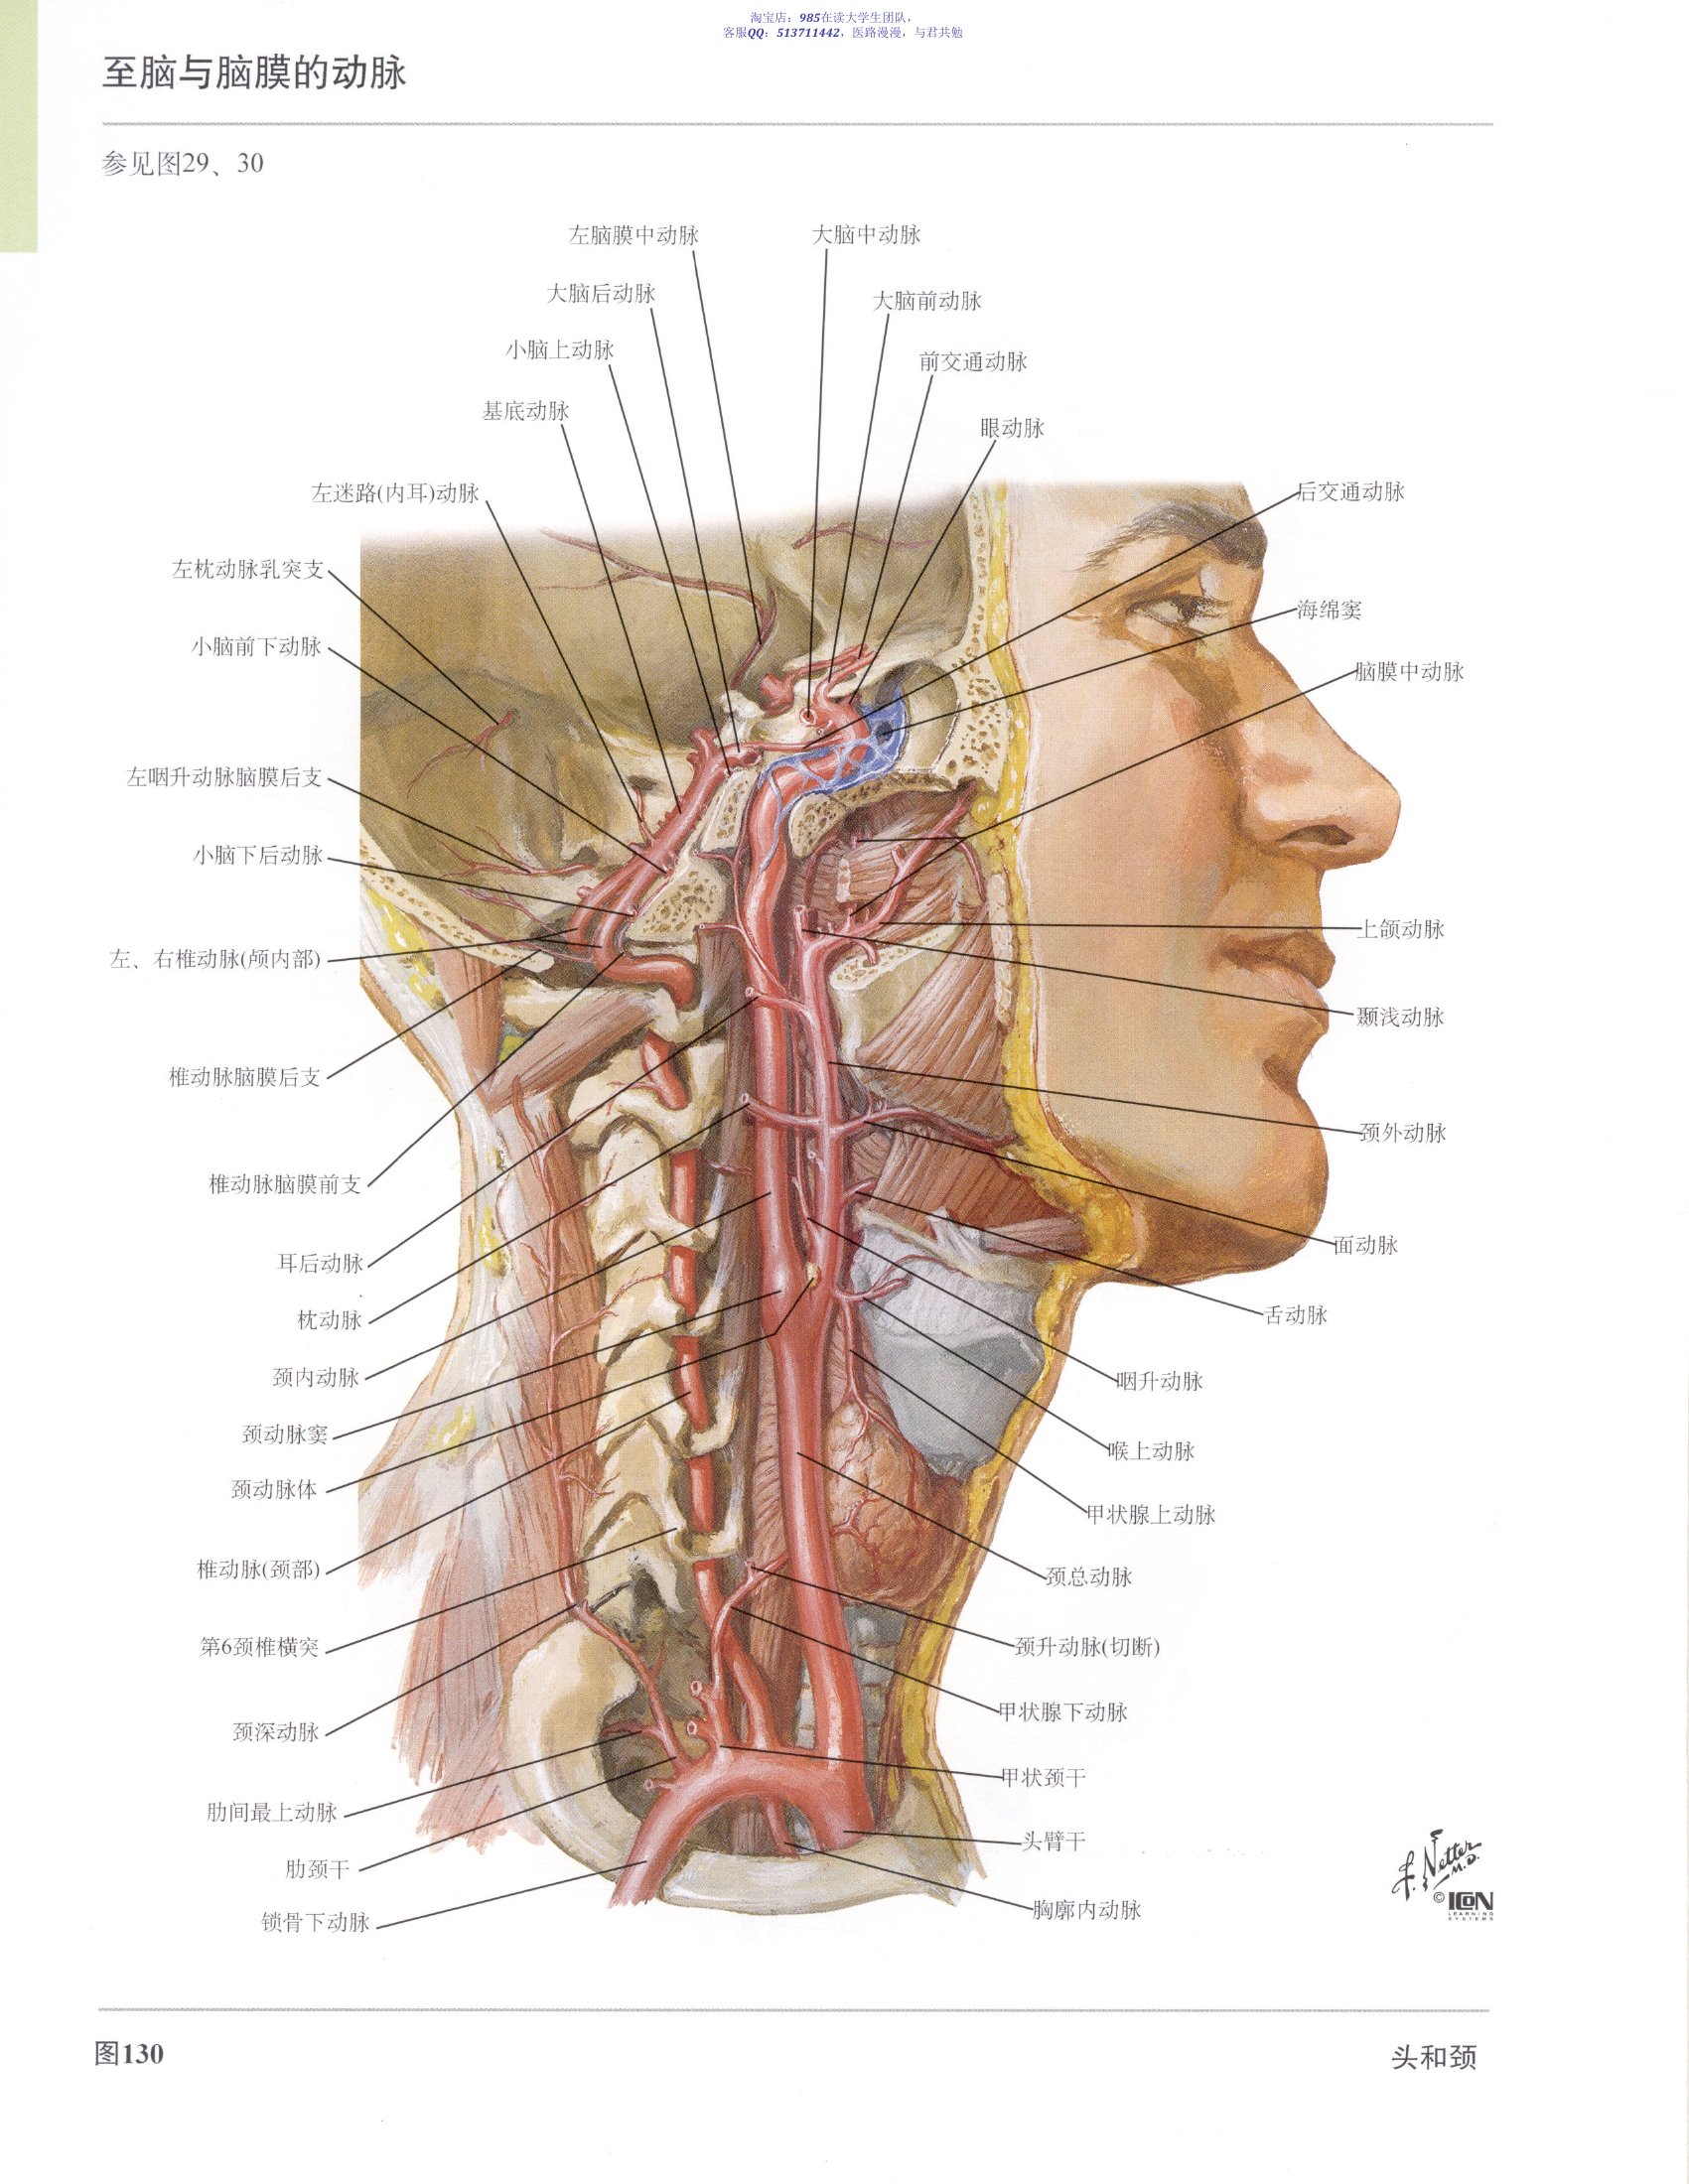 淘宝店：985在读大学生团队，
客服QQ：513711442，医路漫漫，与君共勉
至脑与脑膜的动脉
参见图29、30
左脑膜中动脉
大脑中动脉
大脑后动脉
大脑前动脉
小脑上动脉
前交通动脉
基底动脉
眼动脉
左迷路(内耳)动脉
后交通动脉
左枕动脉乳突支
海绵窦
小脑前下动脉
脑膜中动脉
左咽升动脉脑膜后支
小脑下后动脉
上颌动脉
左、右椎动脉(颅内部)
颞浅动脉
椎动脉脑膜后支
颈外动脉
椎动脉脑膜前支
面动脉
耳后动脉
舌动脉
枕动脉
颈内动脉
咽升动脉
颈动脉窦
喉上动脉
颈动脉体
甲状腺上动脉
椎动脉(颈部)
颈总动脉
第6颈椎横突
颈升动脉(切断)
颈深动脉
甲状腺下动脉
甲状颈干
肋间最上动脉
头臂干
肋颈干
胸廓内动脉
锁骨下动脉
F. Netter
M.D.
© ICON
LEARNING
SYSTEMS
图130
头和颈